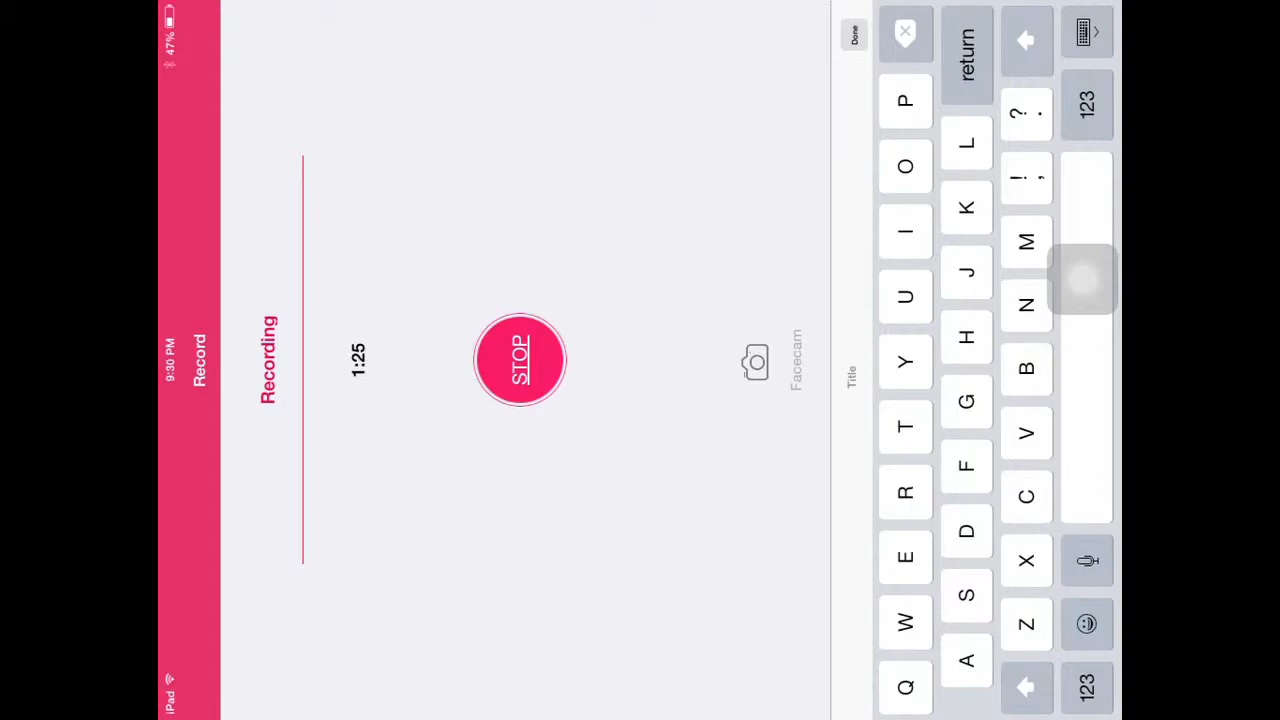 iPad 9:30 PM 47%
Record
Recording
1:25
STOP
Facecam
Title Done
Q W E R T Y U I O P
A S D F G H J K L return
Z X C V B N M ! , ? .
123 123